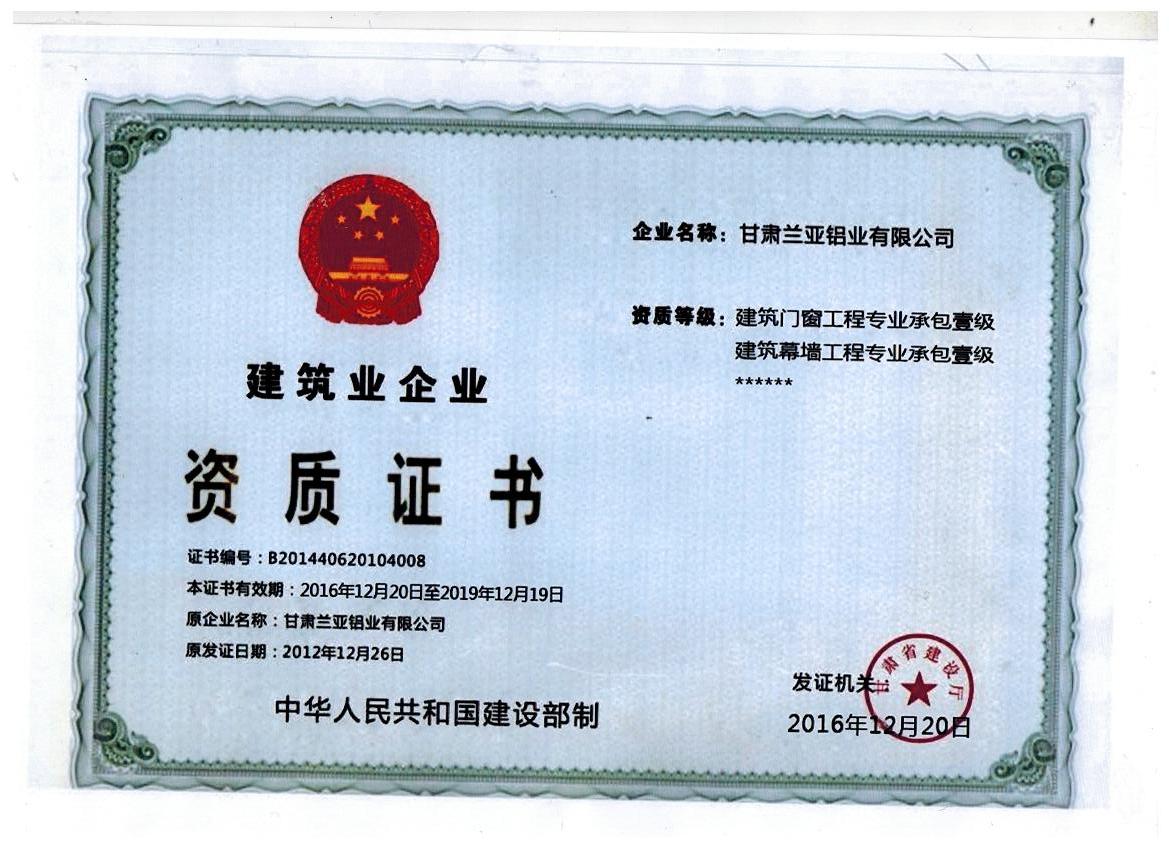 建筑业企业
资质证书
证书编号：B201440620104008
本证书有效期：2016年12月20日至2019年12月19日
原企业名称：甘肃兰亚铝业有限公司
原发证日期：2012年12月26日
中华人民共和国建设部制
企业名称：甘肃兰亚铝业有限公司
资质等级：建筑门窗工程专业承包壹级
建筑幕墙工程专业承包壹级
******
甘肃省建设厅
发证机关：
2016年12月20日